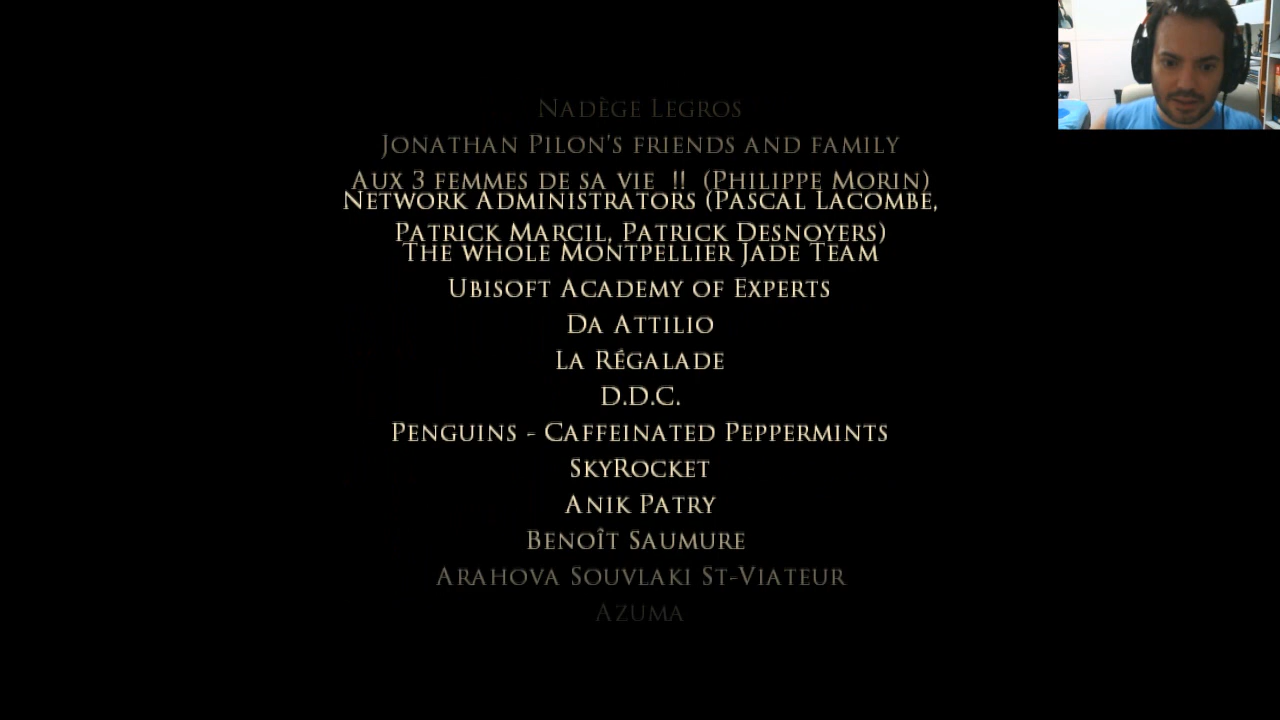 Nadège Legros
Jonathan Pilon's friends and family
Aux 3 femmes de sa vie !! (Philippe Morin)
Network Administrators (Pascal Lacombe,
Patrick Marcil, Patrick Desnoyers)
The whole Montpellier Jade Team
Ubisoft Academy of Experts
Da Attilio
La Régalade
D.D.C.
Penguins - Caffeinated Peppermints
SkyRocket
Anik Patry
Benoît Saumure
Arahova Souvlaki St-Viateur
Azuma